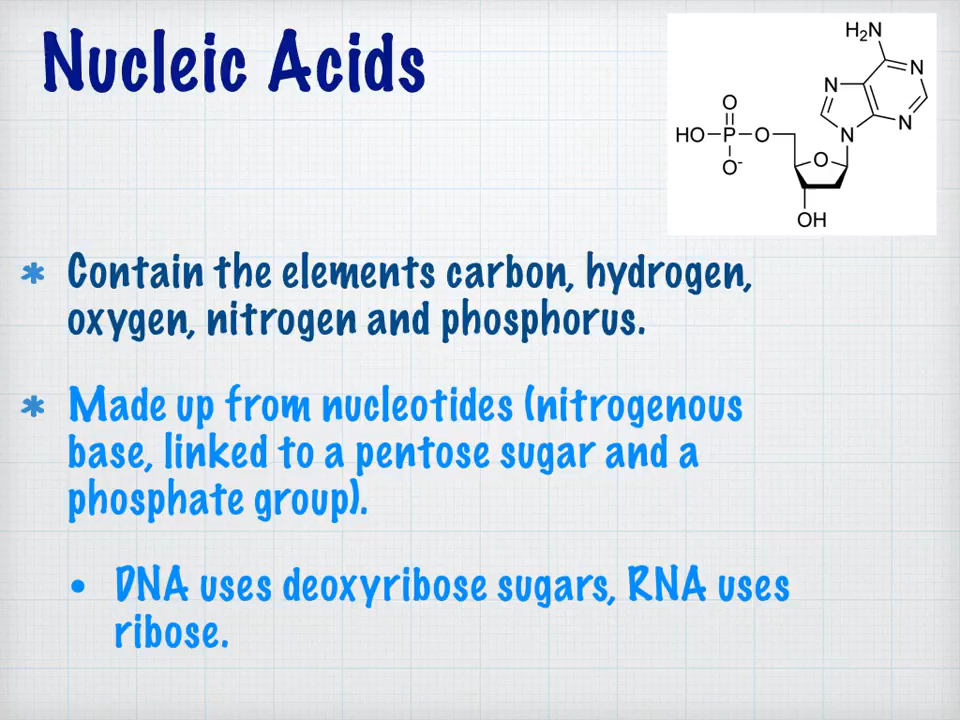 Nucleic Acids
H₂N
N
N
N
N
O
HO P O
O⁻
O
OH
* Contain the elements carbon, hydrogen,
oxygen, nitrogen and phosphorus.
* Made up from nucleotides (nitrogenous
base, linked to a pentose sugar and a
phosphate group).
• DNA uses deoxyribose sugars, RNA uses
ribose.